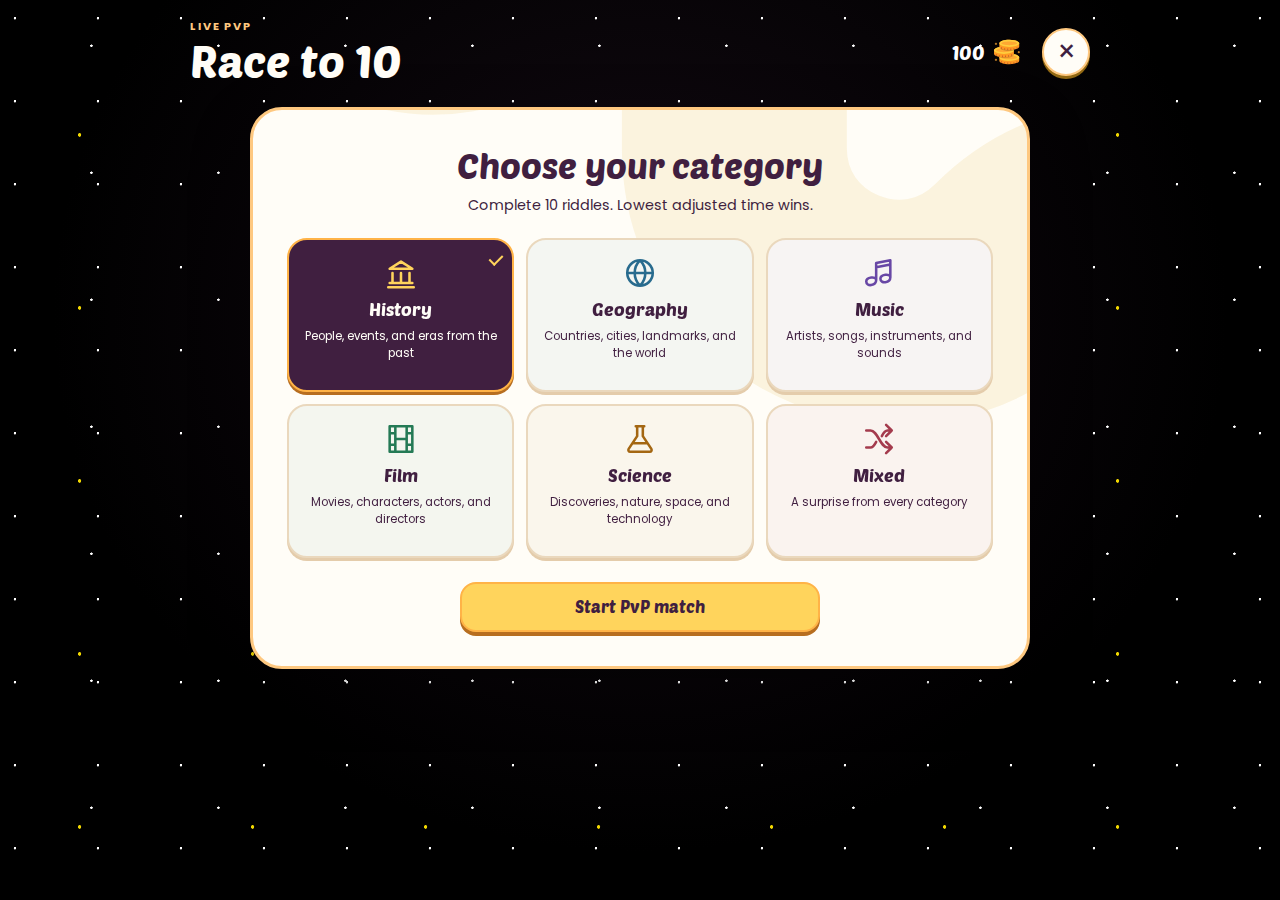 LIVE PVP
Race to 10
100
Choose your category
Complete 10 riddles. Lowest adjusted time wins.
History
People, events, and eras from the
past
Geography
Countries, cities, landmarks, and
the world
Music
Artists, songs, instruments, and
sounds
Film
Movies, characters, actors, and
directors
Science
Discoveries, nature, space, and
technology
Mixed
A surprise from every category
Start PvP match